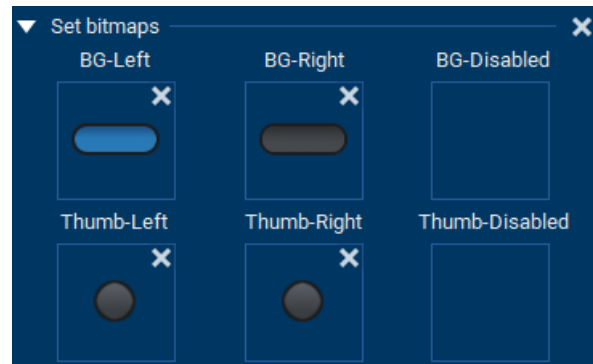 Set bitmaps
BG-Left BG-Right BG-Disabled
Thumb-Left Thumb-Right Thumb-Disabled